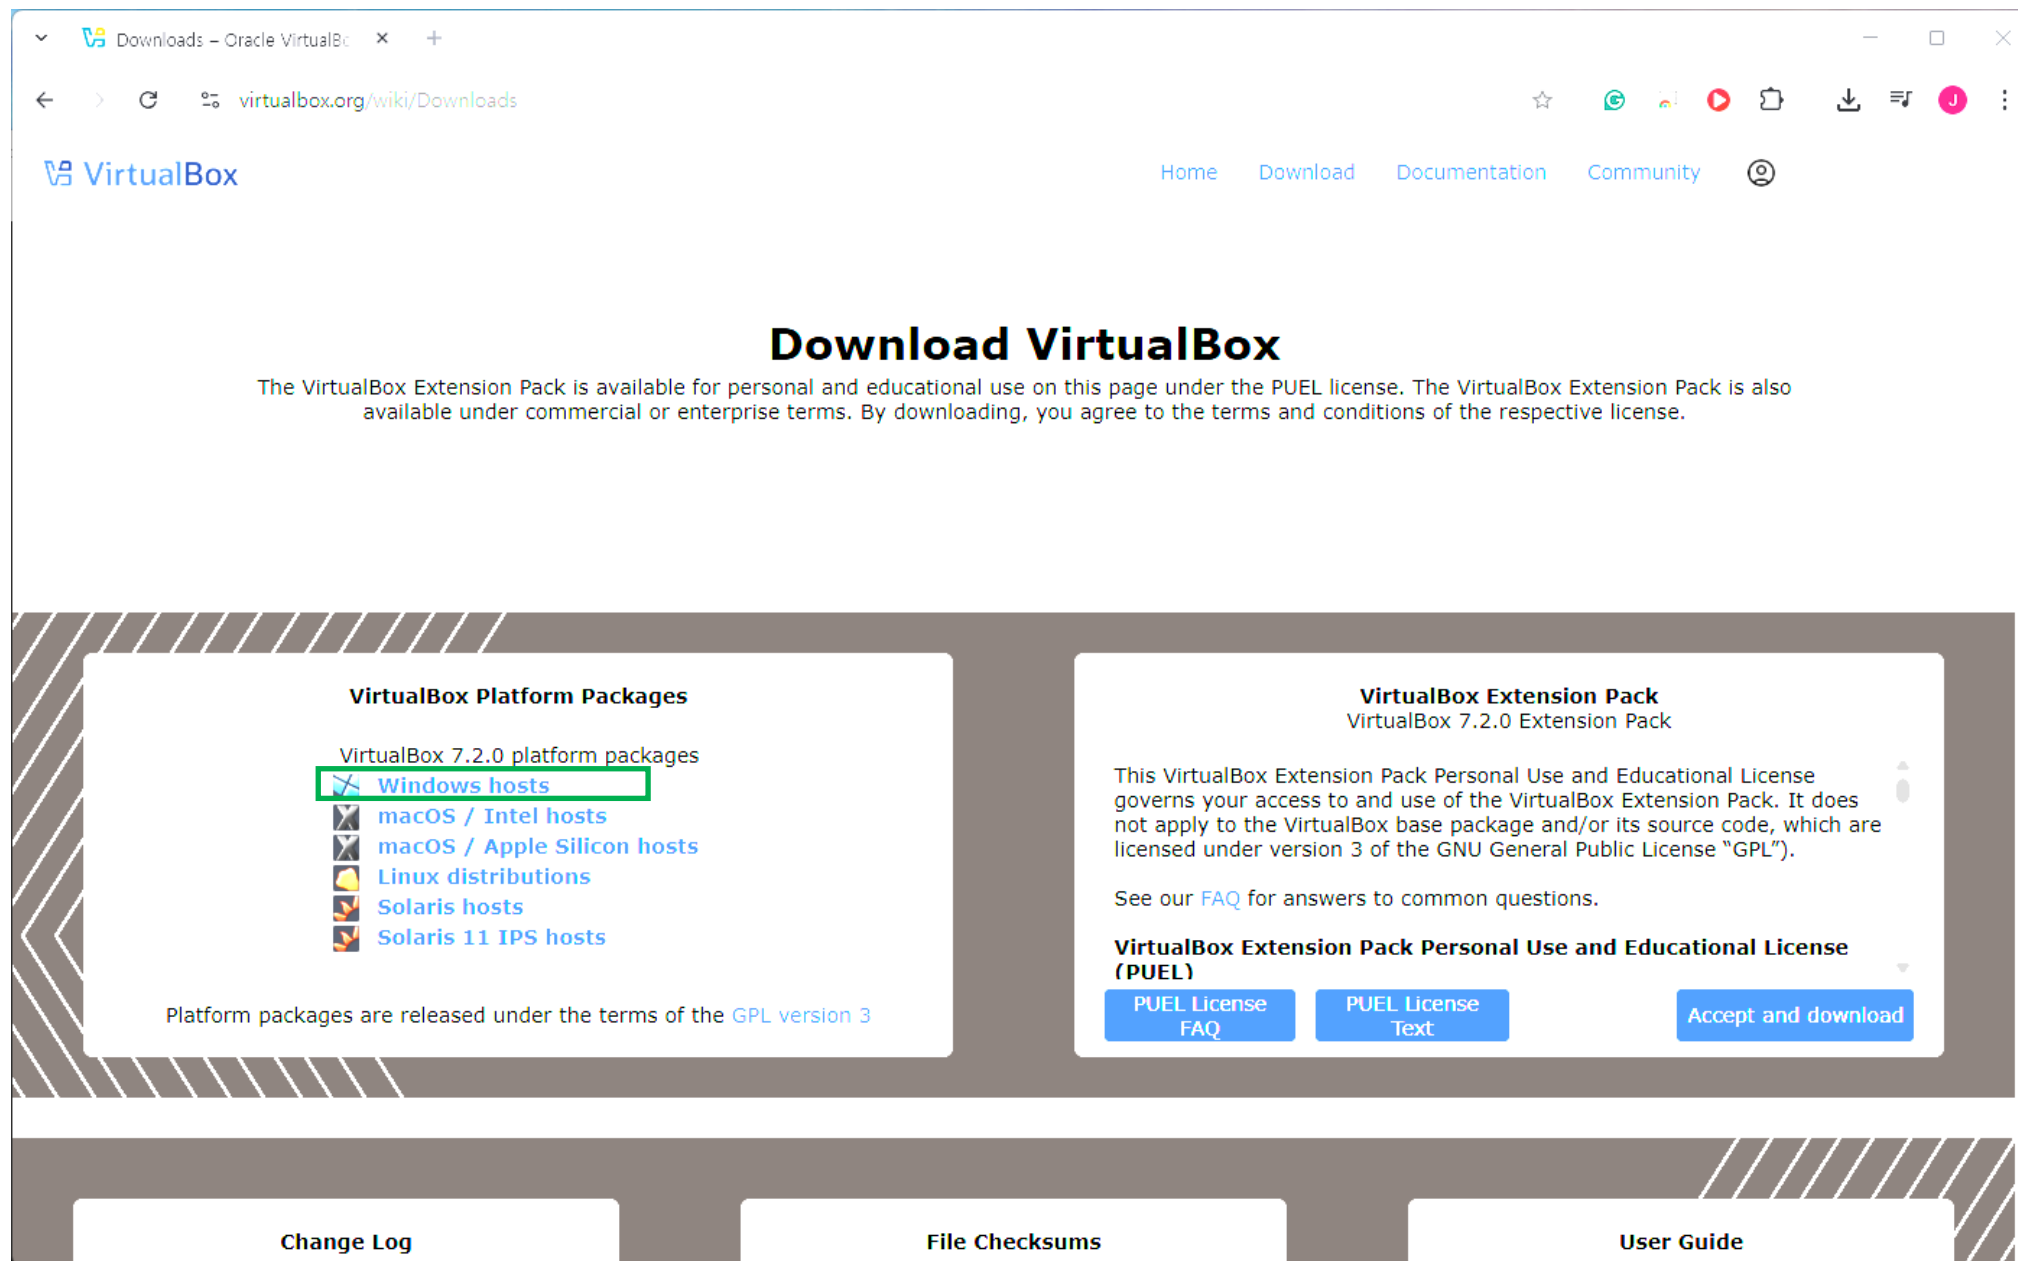 Downloads – Oracle VirtualBo
virtualbox.org/wiki/Downloads
J
VirtualBox
Home
Download
Documentation
Community
Download VirtualBox
The VirtualBox Extension Pack is available for personal and educational use on this page under the PUEL license. The VirtualBox Extension Pack is also
available under commercial or enterprise terms. By downloading, you agree to the terms and conditions of the respective license.
VirtualBox Platform Packages
VirtualBox 7.2.0 platform packages
Windows hosts
macOS / Intel hosts
macOS / Apple Silicon hosts
Linux distributions
Solaris hosts
Solaris 11 IPS hosts
Platform packages are released under the terms of the GPL version 3
VirtualBox Extension Pack
VirtualBox 7.2.0 Extension Pack
This VirtualBox Extension Pack Personal Use and Educational License
governs your access to and use of the VirtualBox Extension Pack. It does
not apply to the VirtualBox base package and/or its source code, which are
licensed under version 3 of the GNU General Public License “GPL”).
See our FAQ for answers to common questions.
VirtualBox Extension Pack Personal Use and Educational License
(PUEL)
PUEL License
FAQ
PUEL License
Text
Accept and download
Change Log
File Checksums
User Guide